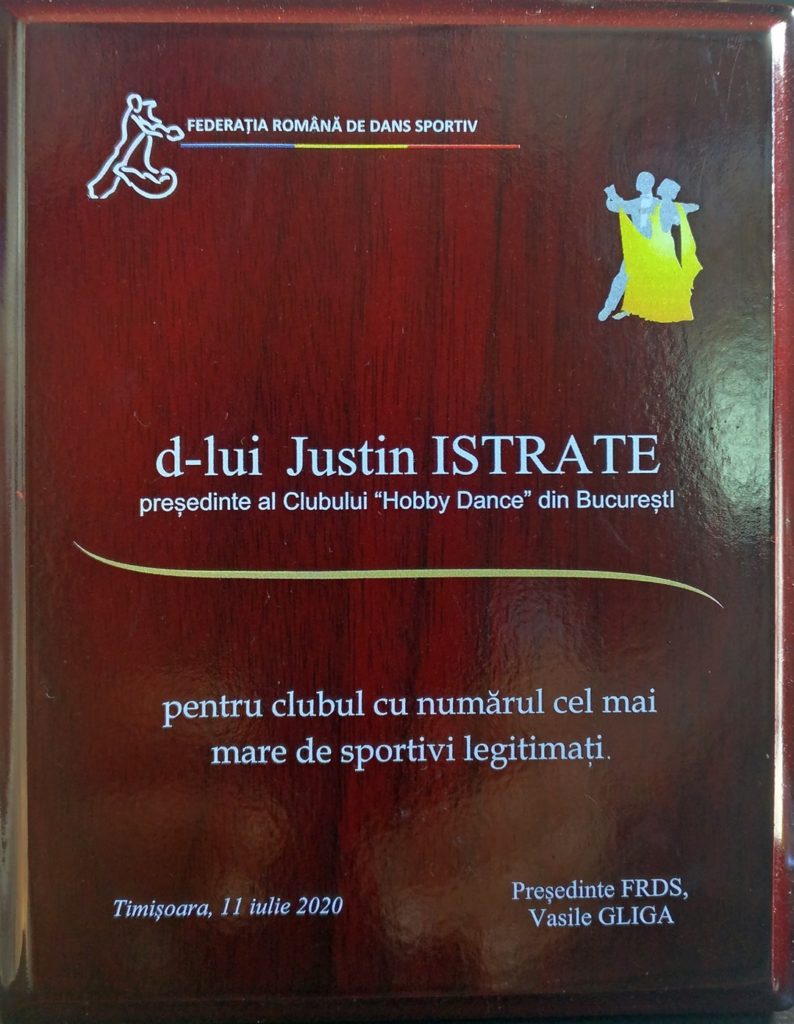 FEDERAȚIA ROMÂNĂ DE DANS SPORTIV
d-lui Justin ISTRATE
președinte al Clubului “Hobby Dance” din BucureștI
pentru clubul cu numărul cel mai
mare de sportivi legitimați.
Timișoara, 11 iulie 2020
Președinte FRDS,
Vasile GLIGA